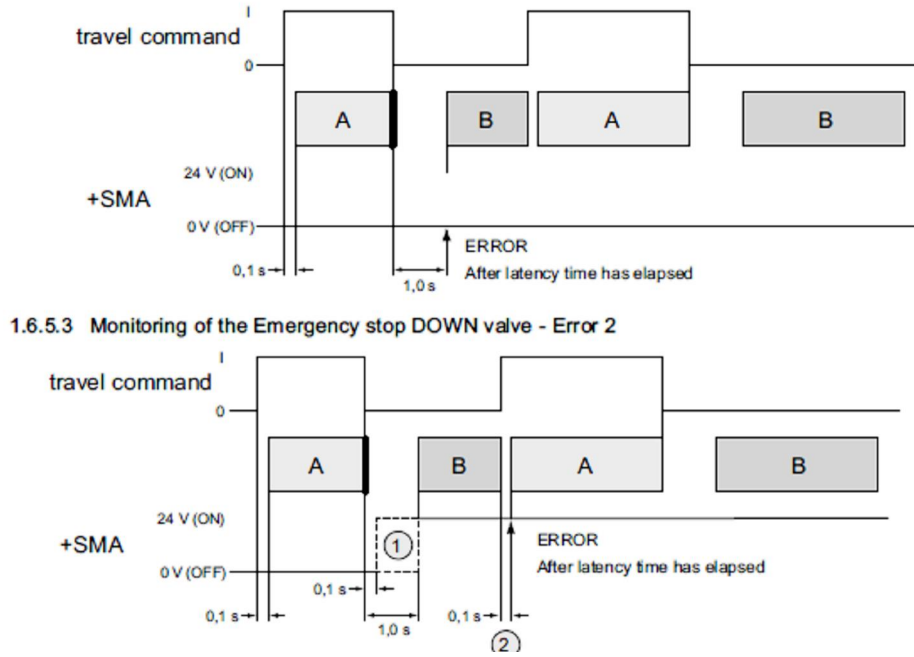 I
travel command
0
A B A B
24 V (ON)
+SMA
0 V (OFF)
ERROR
0,1 s
After latency time has elapsed
1,0 s
1.6.5.3 Monitoring of the Emergency stop DOWN valve - Error 2
I
travel command
0
A B A B
24 V (ON)
+SMA
1
ERROR
0 V (OFF)
After latency time has elapsed
0,1 s
0,1 s
1,0 s
0,1 s
2